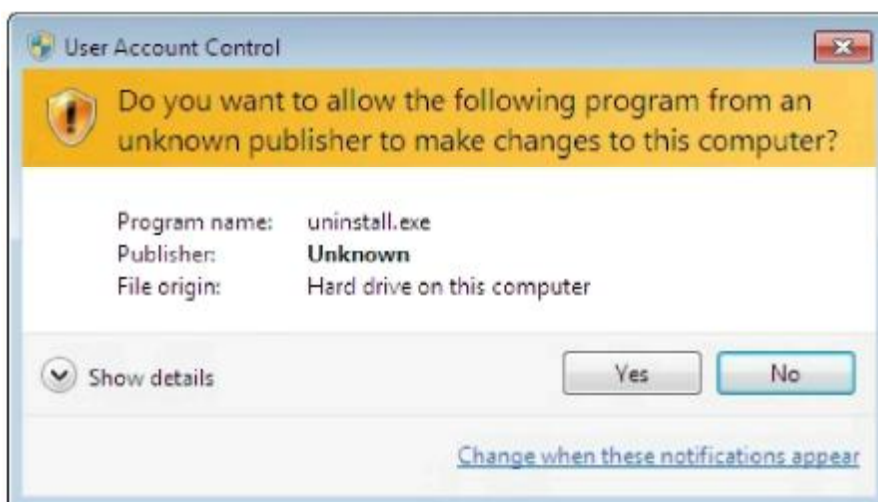 User Account Control
Do you want to allow the following program from an
unknown publisher to make changes to this computer?
Program name: uninstall.exe
Publisher: Unknown
File origin: Hard drive on this computer
Show details Yes No
Change when these notifications appear